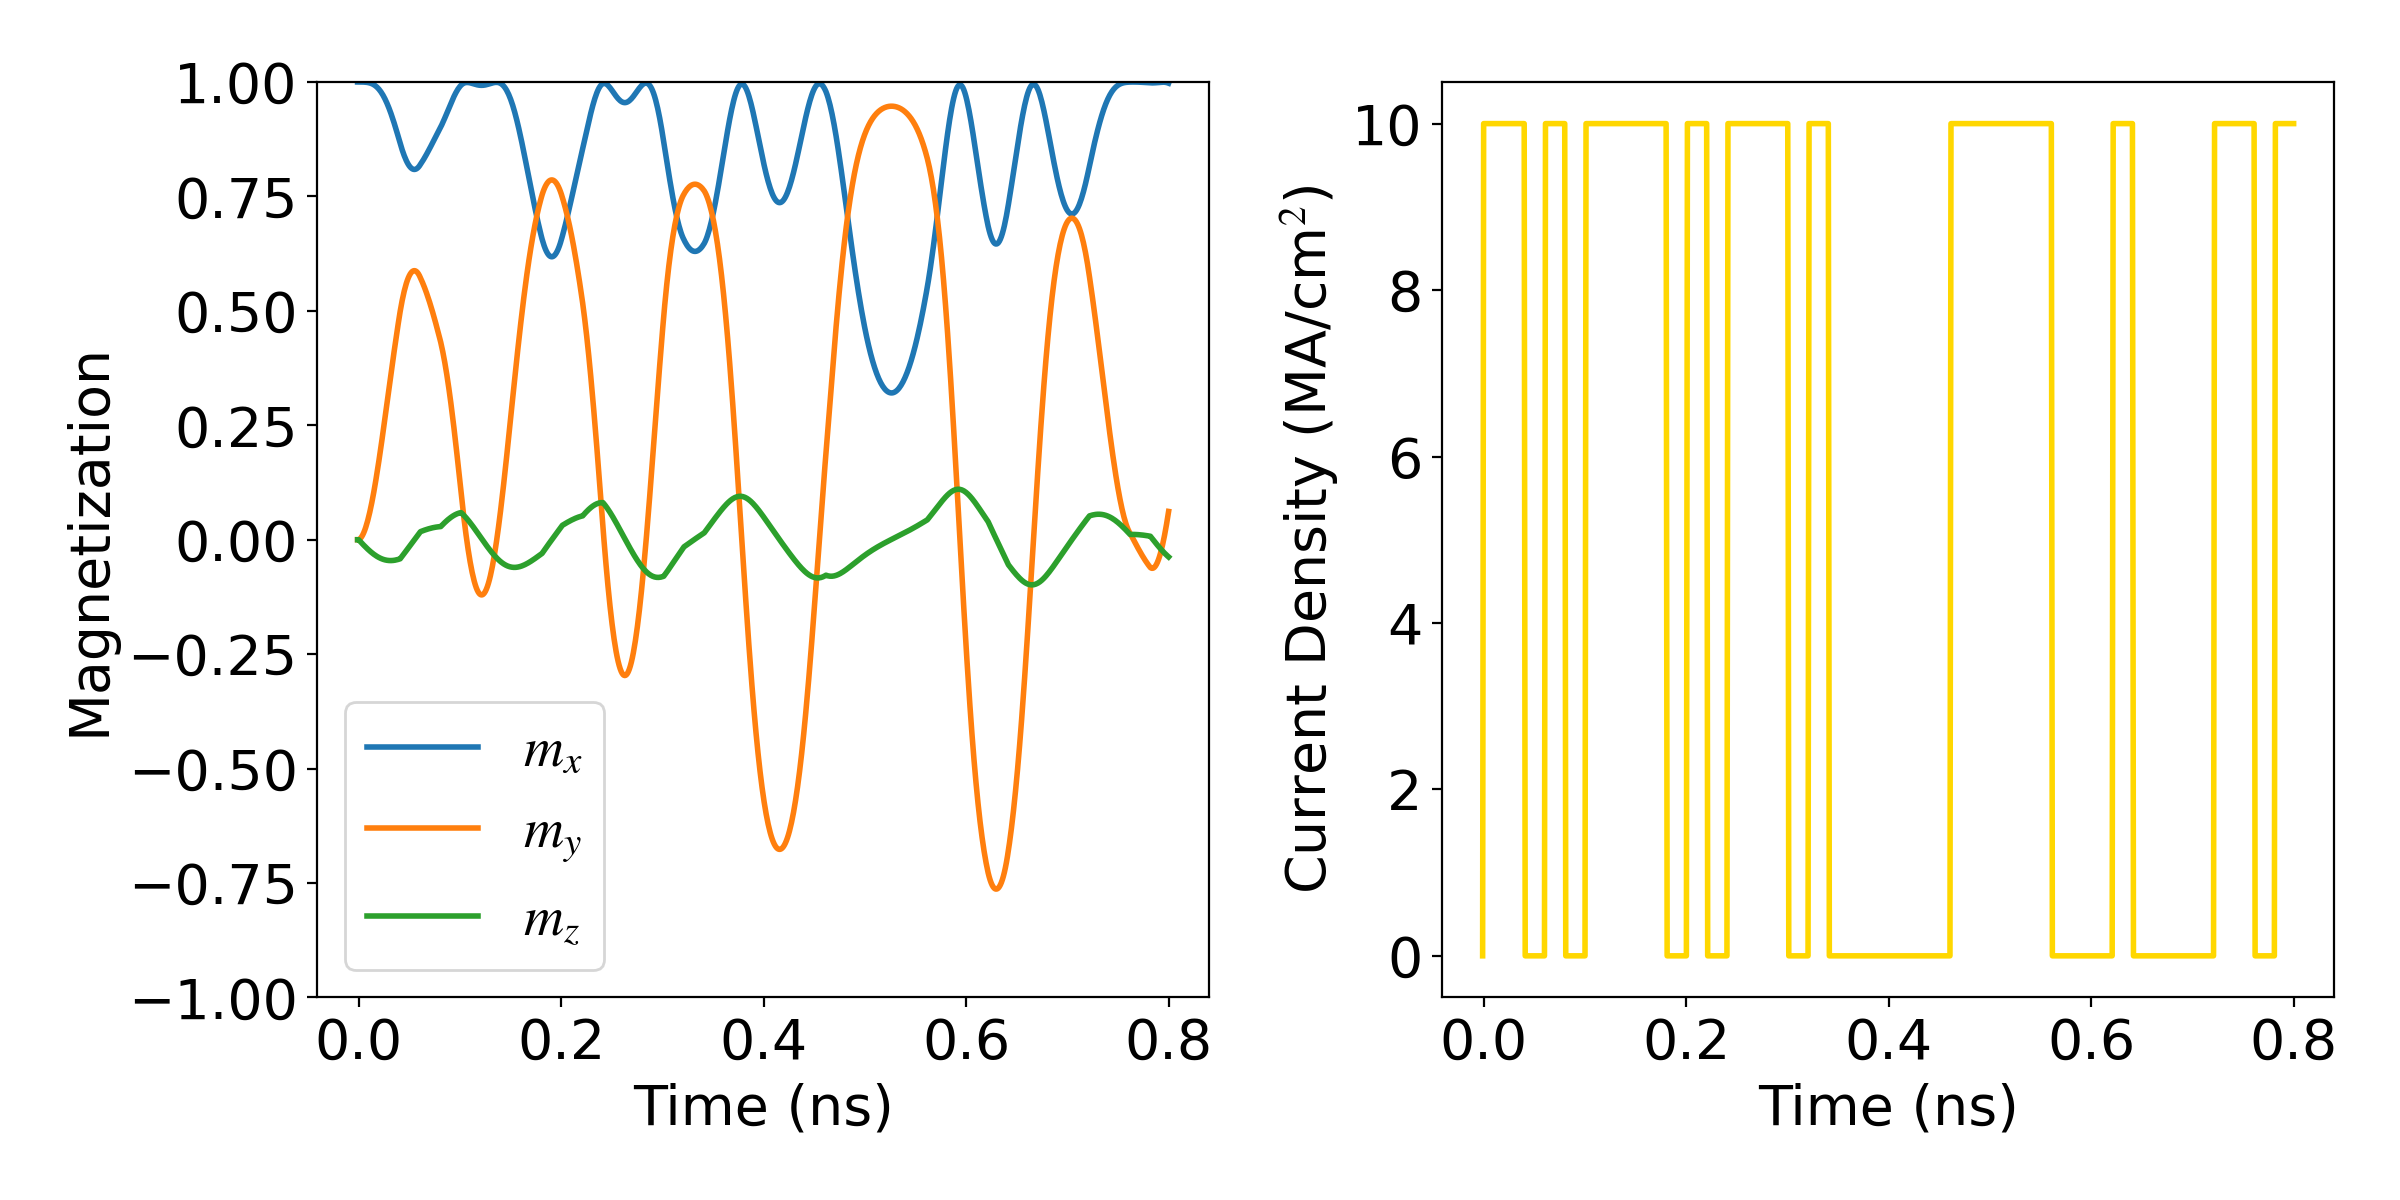 Magnetization
1.00
0.75
0.50
0.25
0.00
−0.25
−0.50
−0.75
−1.00
0.0 0.2 0.4 0.6 0.8
Time (ns)
m_x
m_y
m_z
Current Density (MA/cm²)
10
8
6
4
2
0
0.0 0.2 0.4 0.6 0.8
Time (ns)